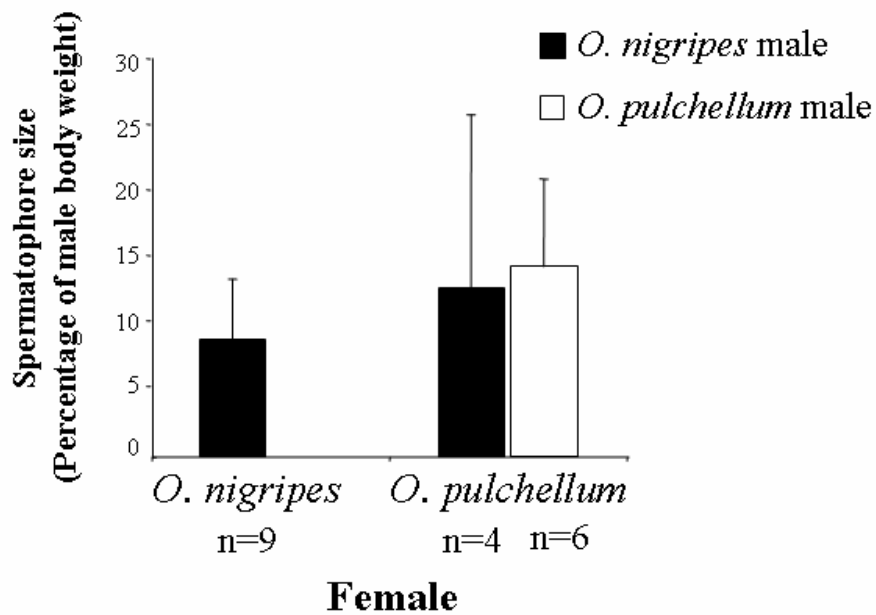 O. nigripes male
O. pulchellum male
Spermatophore size
(Percentage of male body weight)
30
25
20
15
10
5
0
O. nigripes
O. pulchellum
n=9
n=4
n=6
Female